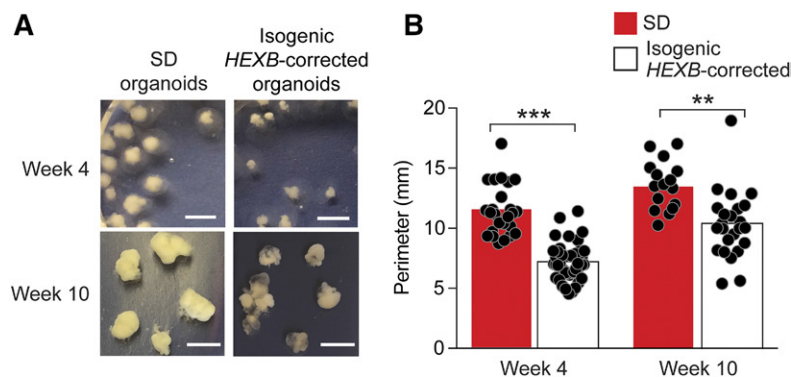 A
SD
organoids
Isogenic
HEXB-corrected
organoids
Week 4
Week 10
B
SD
Isogenic
HEXB-corrected
Perimeter (mm)
20
15
10
5
0
***
**
Week 4
Week 10